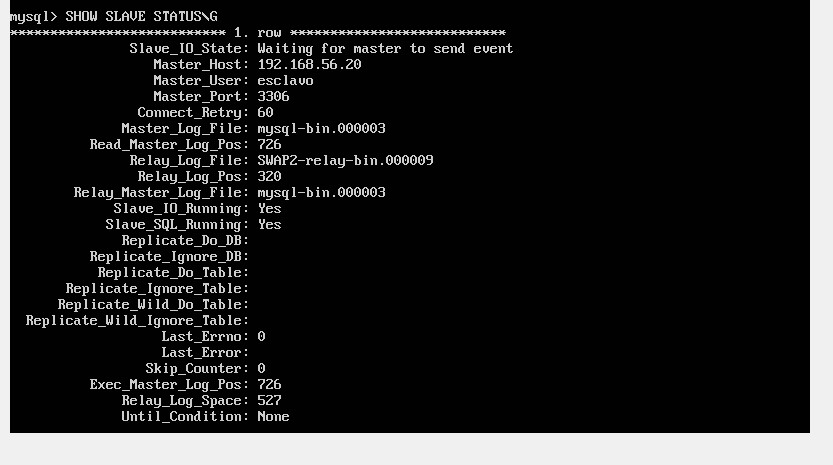 mysql> SHOW SLAVE STATUS\G
*************************** 1. row ***************************
Slave_IO_State: Waiting for master to send event
Master_Host: 192.168.56.20
Master_User: esclavo
Master_Port: 3306
Connect_Retry: 60
Master_Log_File: mysql-bin.000003
Read_Master_Log_Pos: 726
Relay_Log_File: SWAP2-relay-bin.000009
Relay_Log_Pos: 320
Relay_Master_Log_File: mysql-bin.000003
Slave_IO_Running: Yes
Slave_SQL_Running: Yes
Replicate_Do_DB:
Replicate_Ignore_DB:
Replicate_Do_Table:
Replicate_Ignore_Table:
Replicate_Wild_Do_Table:
Replicate_Wild_Ignore_Table:
Last_Errno: 0
Last_Error:
Skip_Counter: 0
Exec_Master_Log_Pos: 726
Relay_Log_Space: 527
Until_Condition: None